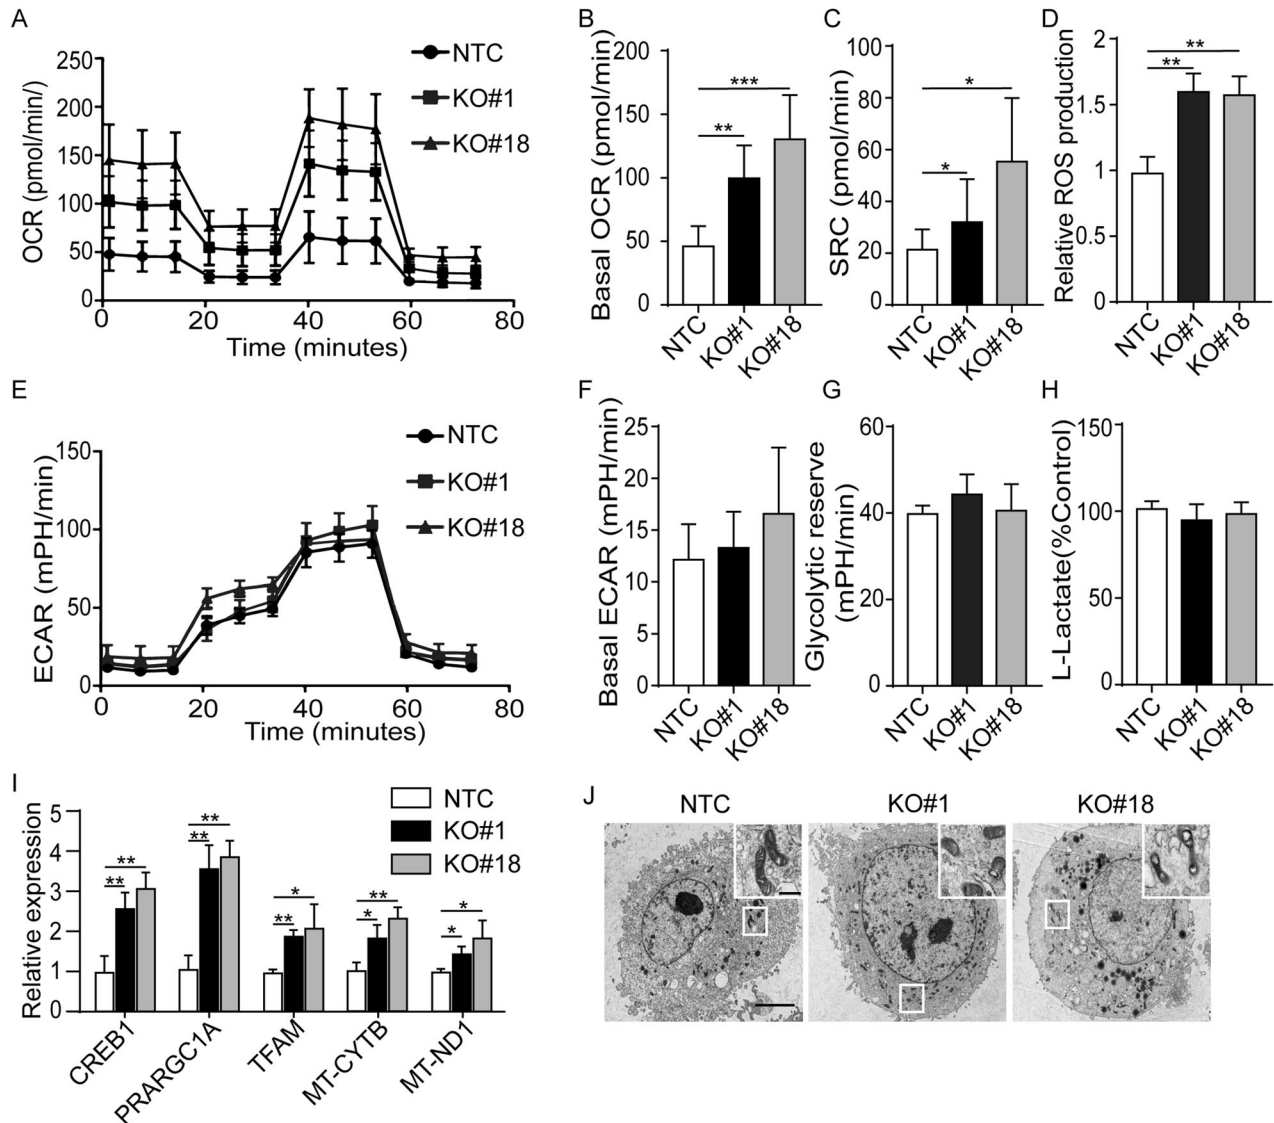 A
OCR (pmol/min/)
250
200
150
100
50
0
0 20 40 60 80
Time (minutes)
NTC
KO#1
KO#18
B
Basal OCR (pmol/min)
200
150
100
50
0
**
***
NTC
KO#1
KO#18
C
SRC (pmol/min)
100
80
60
40
20
0
*
*
NTC
KO#1
KO#18
D
Relative ROS production
2
1.5
1
0.5
0
**
**
NTC
KO#1
KO#18
E
ECAR (mPH/min)
150
100
50
0
0 20 40 60 80
Time (minutes)
NTC
KO#1
KO#18
F
Basal ECAR (mPH/min)
25
20
15
10
5
0
NTC
KO#1
KO#18
G
Glycolytic reserve
(mPH/min)
60
40
20
0
NTC
KO#1
KO#18
H
L-Lactate(%Control)
150
100
50
0
NTC
KO#1
KO#18
I
Relative expression
5
4
3
2
1
0
**
**
**
**
*
**
**
*
*
*
NTC
KO#1
KO#18
CREB1
PRARGC1A
TFAM
MT-CYTB
MT-ND1
J
NTC
KO#1
KO#18